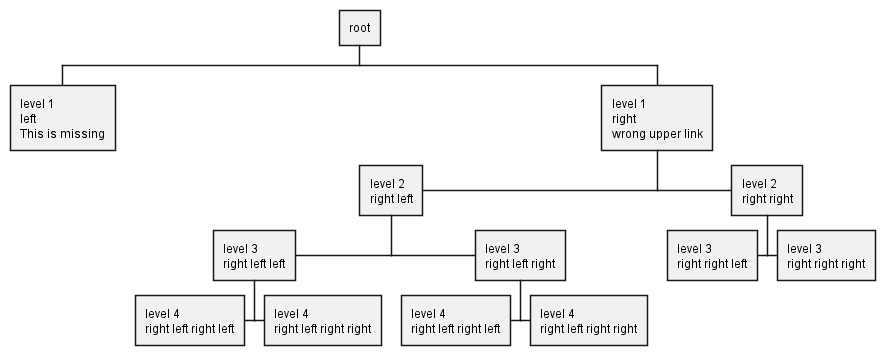 root
level 1
left
This is missing
level 1
right
wrong upper link
level 2
right left
level 2
right right
level 3
right left left
level 3
right left right
level 3
right right left
level 3
right right right
level 4
right left right left
level 4
right left right right
level 4
right left right left
level 4
right left right right